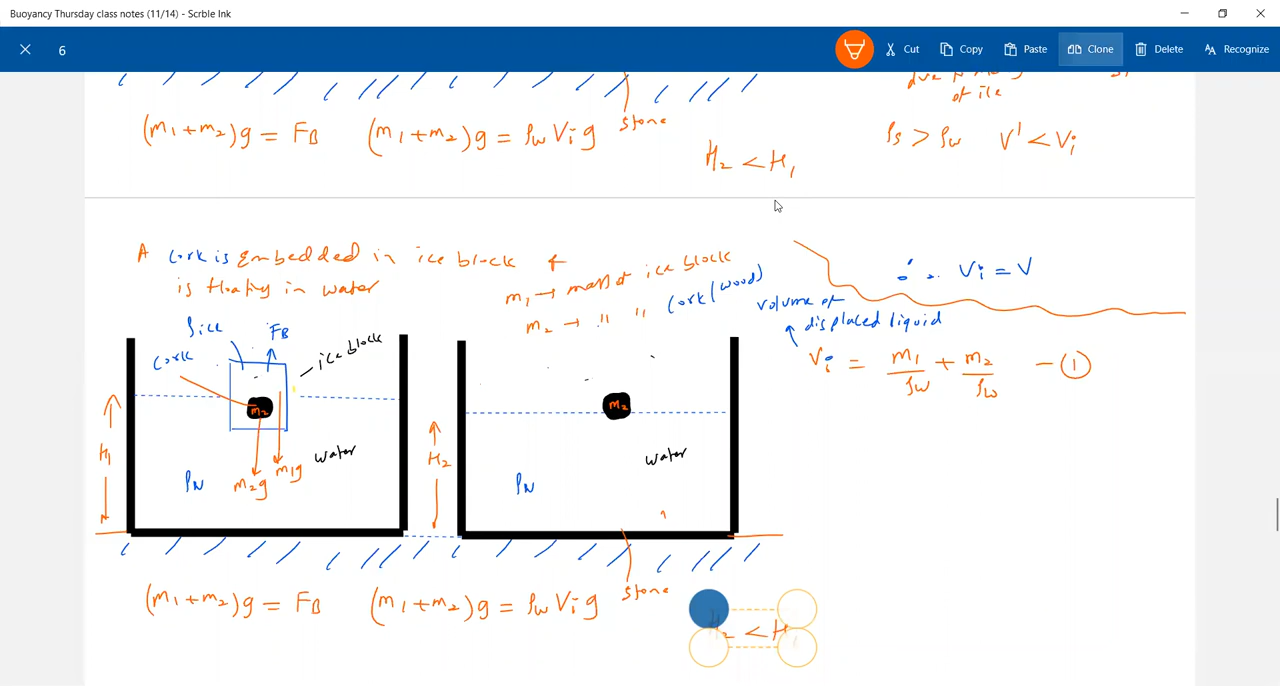 Buoyancy Thursday class notes (11/14) - Scrble Ink
6
Cut
Copy
Paste
Clone
Delete
Recognize
of ice
(m₁+m₂)g = FB
(m₁+m₂)g = ρw Vi g
stone
H₂ < H₁
ρs > ρw V' < Vi
A cork is Embedded in ice block &
is floating in water
m₁ → mass of ice block
m₂ → " " cork/wood)
∴ Vi = V
volume of
displaced liquid
Vi = m₁/ρw + m₂/ρw — ①
ρice
FB
cork
ice block
m₂
H₁
water
ρw
m₂g
m₁g
m₂
H₂
water
ρw
(m₁+m₂)g = FB
(m₁+m₂)g = ρw Vi g
stone
H₂ < H